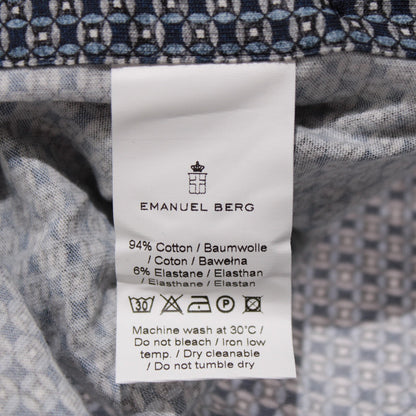 EMANUEL BERG
94% Cotton / Baumwolle
/ Coton / Bawełna
6% Elastane / Elasthan
/ Elastane / Elastan
30
Machine wash at 30°C /
Do not bleach / Iron low
temp. / Dry cleanable
/ Do not tumble dry